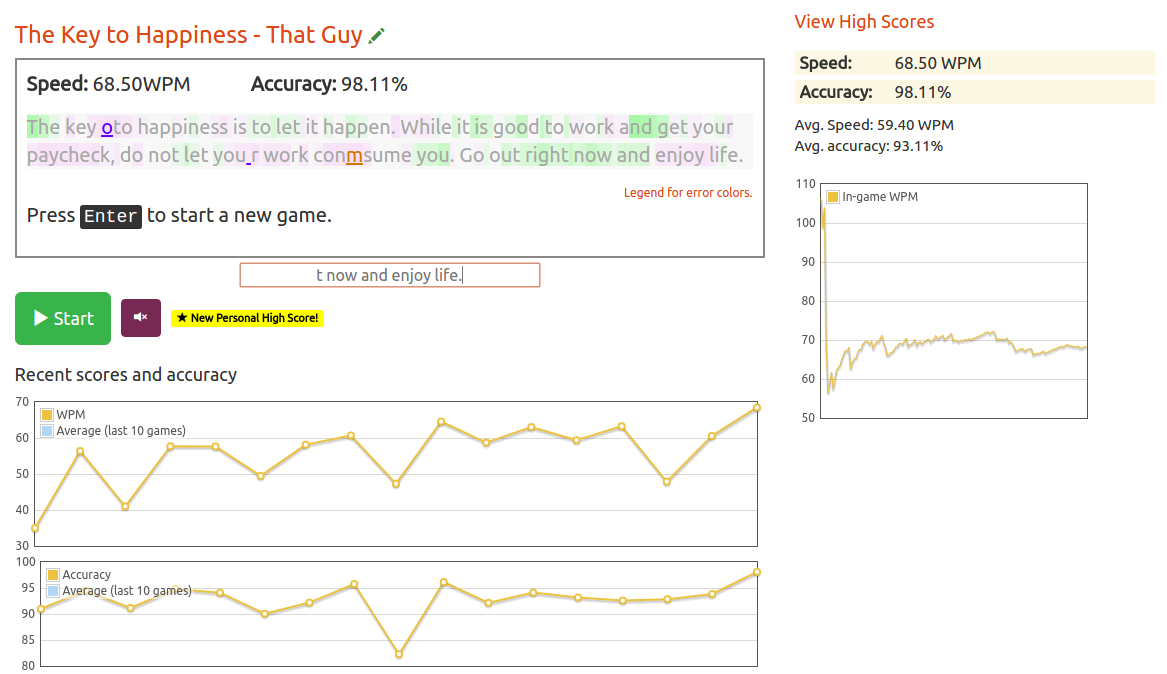 The Key to Happiness - That Guy
Speed: 68.50WPM Accuracy: 98.11%
The key oto happiness is to let it happen. While it is good to work and get your
paycheck, do not let you r work conmsume you. Go out right now and enjoy life.
Legend for error colors.
Press Enter to start a new game.
t now and enjoy life.
Start
★ New Personal High Score!
Recent scores and accuracy
70
WPM
Average (last 10 games)
60
50
40
30
100
Accuracy
Average (last 10 games)
95
90
85
80
View High Scores
Speed: 68.50 WPM
Accuracy: 98.11%
Avg. Speed: 59.40 WPM
Avg. accuracy: 93.11%
110
In-game WPM
100
90
80
70
60
50